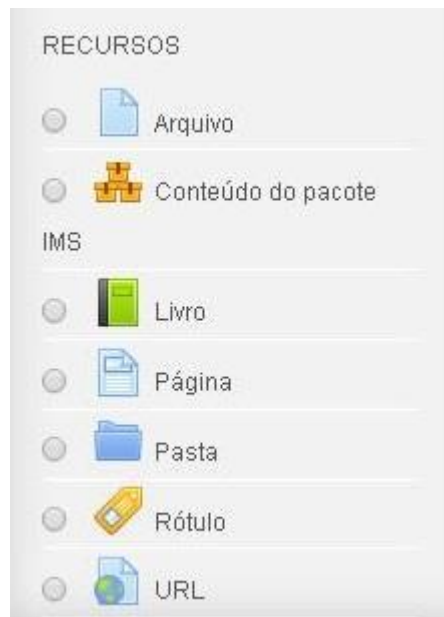 RECURSOS
Arquivo
Conteúdo do pacote
IMS
Livro
Página
Pasta
Rótulo
URL